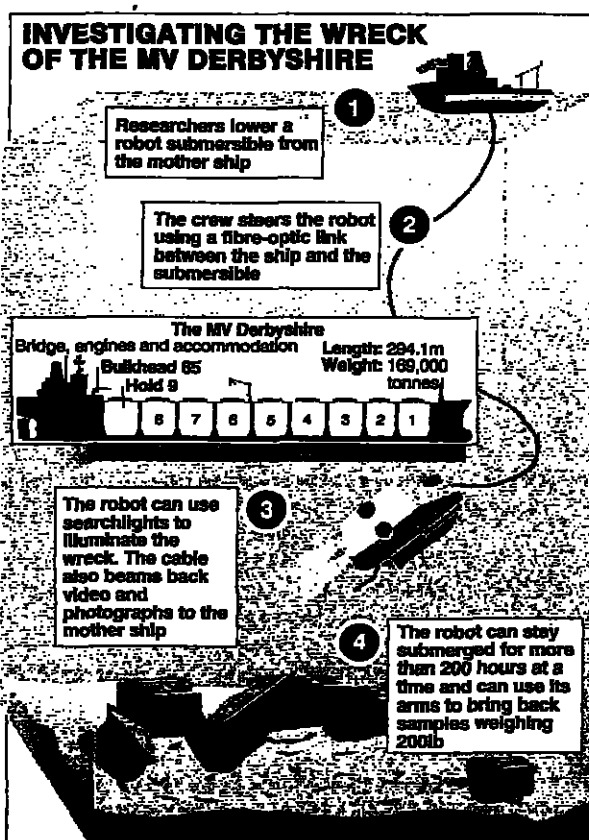 INVESTIGATING THE WRECK
OF THE MV DERBYSHIRE
1
Researchers lower a
robot submersible from
the mother ship
The crew steers the robot
using a fibre-optic link
between the ship and the
submersible
2
The MV Derbyshire
Bridge, engines and accommodation
Bulkhead 65
Hold 9
Length: 294.1m
Weight: 169,000
tonnes
8 7 6 5 4 3 2 1
The robot can use
searchlights to
illuminate the
wreck. The cable
also beams back
video and
photographs to the
mother ship
3
4
The robot can stay
submerged for more
than 200 hours at a
time and can use its
arms to bring back
samples weighing
200lb